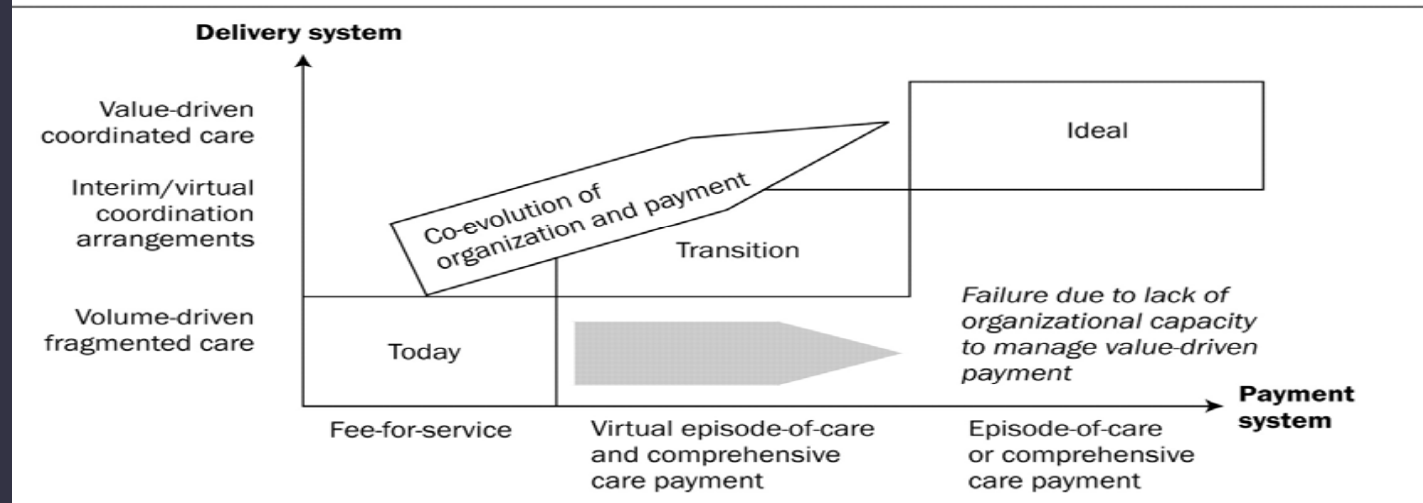 Delivery system
Value-driven
coordinated care
Interim/virtual
coordination
arrangements
Volume-driven
fragmented care
Co-evolution of
organization and payment
Ideal
Transition
Today
Failure due to lack of
organizational capacity
to manage value-driven
payment
Payment
system
Fee-for-service
Virtual episode-of-care
and comprehensive
care payment
Episode-of-care
or comprehensive
care payment